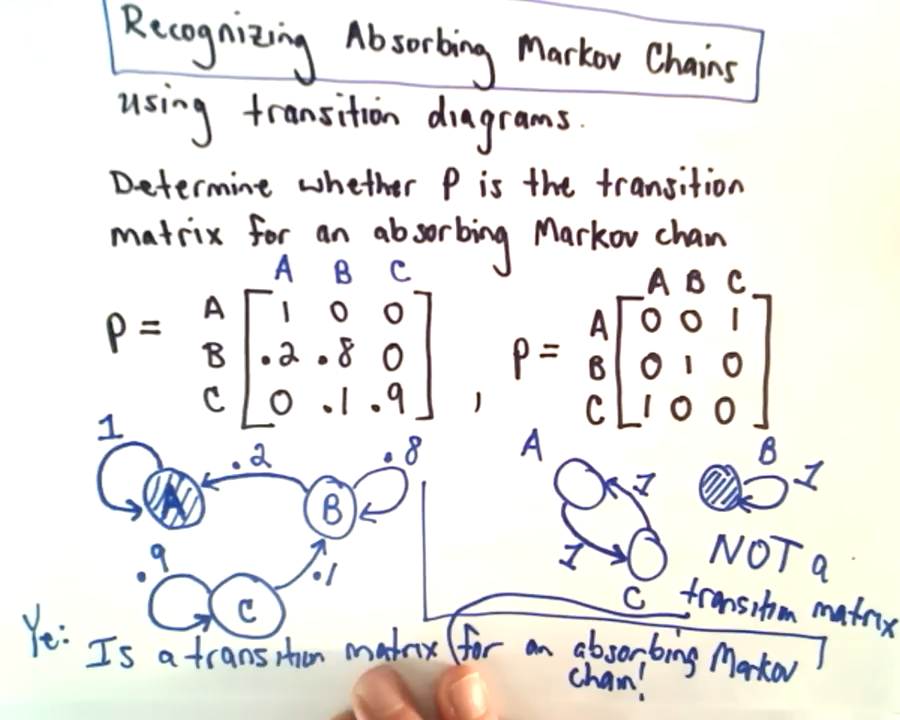 Recognizing Absorbing Markov Chains
using transition diagrams.
Determine whether P is the transition
matrix for an absorbing Markov chain
A B C
A 1 0 0
P = B .2 .8 0
C 0 .1 .9
,
A B C
A 0 0 1
P = B 0 1 0
C 1 0 0
1
A
.2
B
.8
.9
C
.1
A
1
1
C
B
1
NOT a
transition matrix
Ye:
Is a transition matrix for an absorbing Markov
chain!